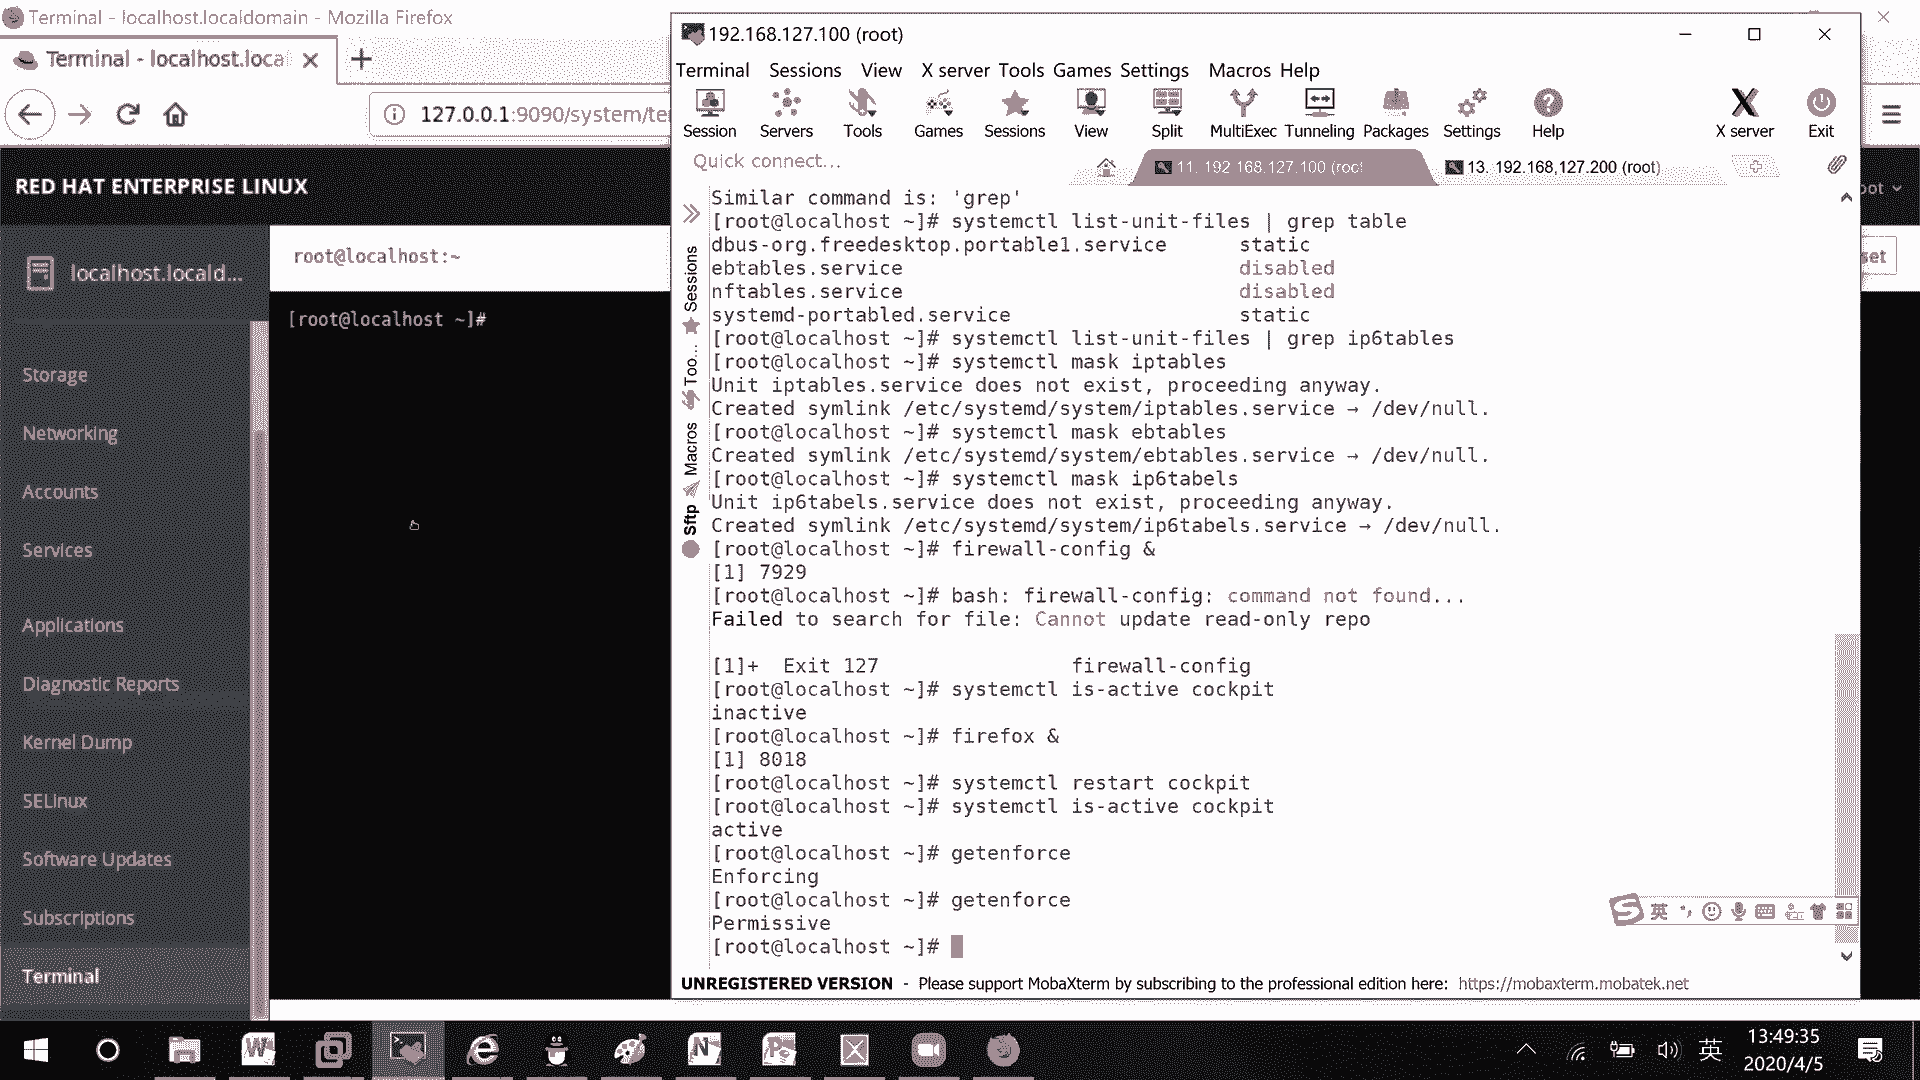 Terminal - localhost.localdomain - Mozilla Firefox
Terminal - localhost.loca
127.0.0.1:9090/system/te
RED HAT ENTERPRISE LINUX
localhost.locald...
Storage
Networking
Accounts
Services
Applications
Diagnostic Reports
Kernel Dump
SELinux
Software Updates
Subscriptions
Terminal
root@localhost:~
[root@localhost ~]#
oot
set
192.168.127.100 (root)
Terminal Sessions View X server Tools Games Settings Macros Help
Session Servers Tools Games Sessions View Split MultiExec Tunneling Packages Settings Help X server Exit
Quick connect...
11. 192 168.127.100 (root
13. 192.168,127.200 (root)
Sessions
Too...
Macros
Sftp
Similar command is: 'grep'
[root@localhost ~]# systemctl list-unit-files | grep table
dbus-org.freedesktop.portable1.service static
ebtables.service disabled
nftables.service disabled
systemd-portabled.service static
[root@localhost ~]# systemctl list-unit-files | grep ip6tables
[root@localhost ~]# systemctl mask iptables
Unit iptables.service does not exist, proceeding anyway.
Created symlink /etc/systemd/system/iptables.service → /dev/null.
[root@localhost ~]# systemctl mask ebtables
Created symlink /etc/systemd/system/ebtables.service → /dev/null.
[root@localhost ~]# systemctl mask ip6tabels
Unit ip6tabels.service does not exist, proceeding anyway.
Created symlink /etc/systemd/system/ip6tabels.service → /dev/null.
[root@localhost ~]# firewall-config &
[1] 7929
[root@localhost ~]# bash: firewall-config: command not found...
Failed to search for file: Cannot update read-only repo
[1]+ Exit 127 firewall-config
[root@localhost ~]# systemctl is-active cockpit
inactive
[root@localhost ~]# firefox &
[1] 8018
[root@localhost ~]# systemctl restart cockpit
[root@localhost ~]# systemctl is-active cockpit
active
[root@localhost ~]# getenforce
Enforcing
[root@localhost ~]# getenforce
Permissive
[root@localhost ~]#
英
UNREGISTERED VERSION - Please support MobaXterm by subscribing to the professional edition here: https://mobaxterm.mobatek.net
英
13:49:35
2020/4/5